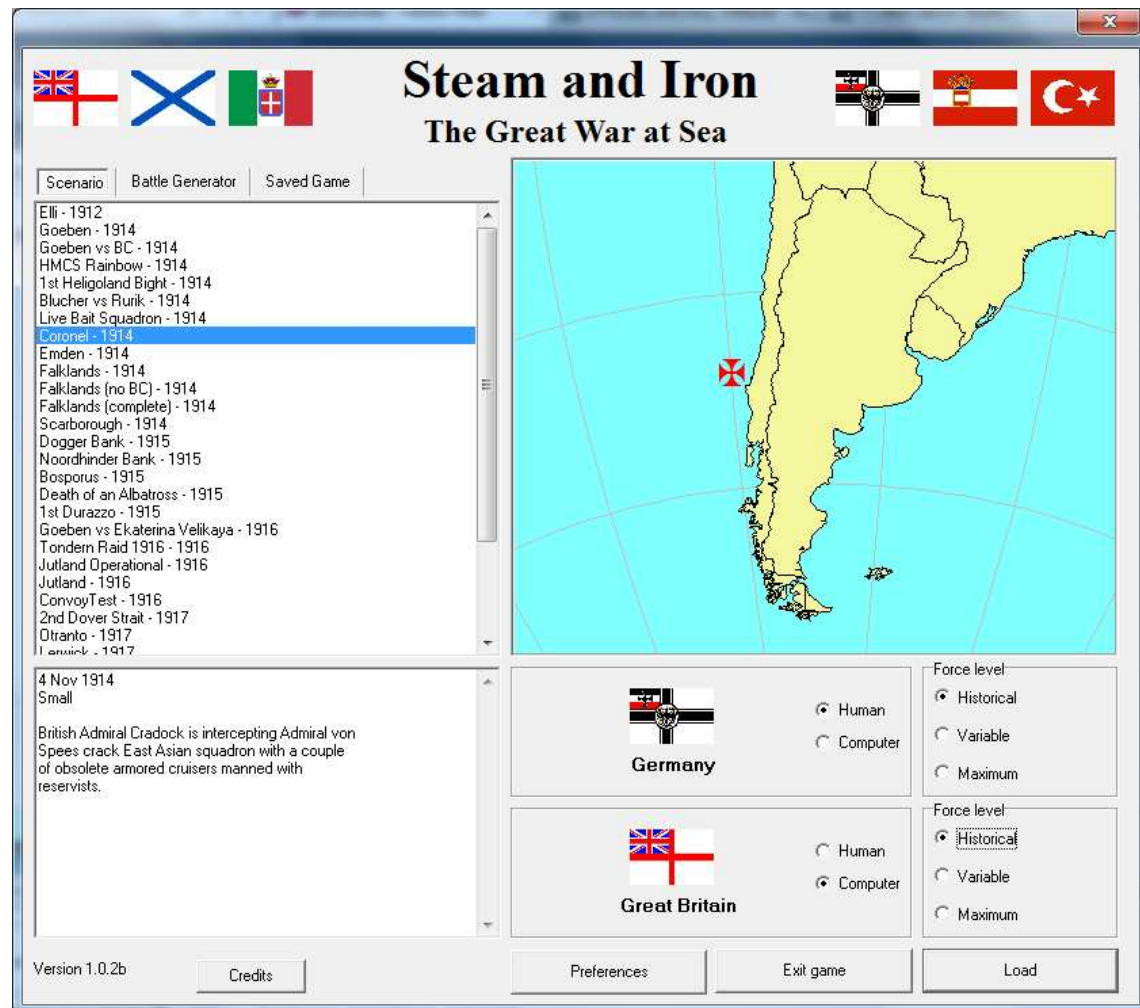 Steam and Iron
The Great War at Sea
Scenario
Battle Generator
Saved Game
Elli - 1912
Goeben - 1914
Goeben vs BC - 1914
HMCS Rainbow - 1914
1st Heligoland Bight - 1914
Blucher vs Rurik - 1914
Live Bait Squadron - 1914
Coronel - 1914
Emden - 1914
Falklands - 1914
Falklands (no BC) - 1914
Falklands (complete) - 1914
Scarborough - 1914
Dogger Bank - 1915
Noordhinder Bank - 1915
Bosporus - 1915
Death of an Albatross - 1915
1st Durazzo - 1915
Goeben vs Ekaterina Velikaya - 1916
Tondern Raid 1916 - 1916
Jutland Operational - 1916
Jutland - 1916
ConvoyTest - 1916
2nd Dover Strait - 1917
Otranto - 1917
Lerwick - 1917
4 Nov 1914
Small
British Admiral Cradock is intercepting Admiral von
Spees crack East Asian squadron with a couple
of obsolete armored cruisers manned with
reservists.
Germany
Human
Computer
Force level
Historical
Variable
Maximum
Great Britain
Human
Computer
Force level
Historical
Variable
Maximum
Version 1.0.2b
Credits
Preferences
Exit game
Load